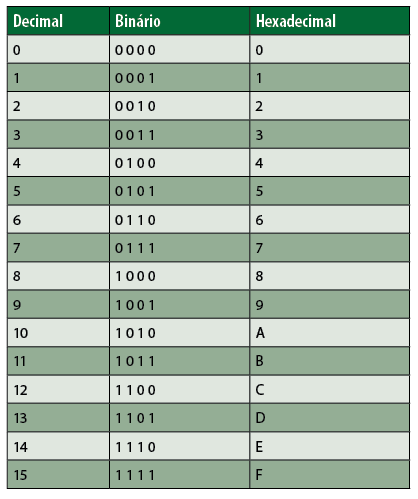 Decimal Binário Hexadecimal
0 0 0 0 0 0
1 0 0 0 1 1
2 0 0 1 0 2
3 0 0 1 1 3
4 0 1 0 0 4
5 0 1 0 1 5
6 0 1 1 0 6
7 0 1 1 1 7
8 1 0 0 0 8
9 1 0 0 1 9
10 1 0 1 0 A
11 1 0 1 1 B
12 1 1 0 0 C
13 1 1 0 1 D
14 1 1 1 0 E
15 1 1 1 1 F